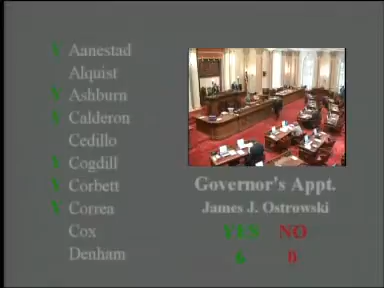 Y Aanestad
Alquist
Y Ashburn
Y Calderon
Cedillo
Y Cogdill
Y Corbett
Y Correa
Cox
Denham
Governor's Appt.
James J. Ostrowski
YES NO
6 0